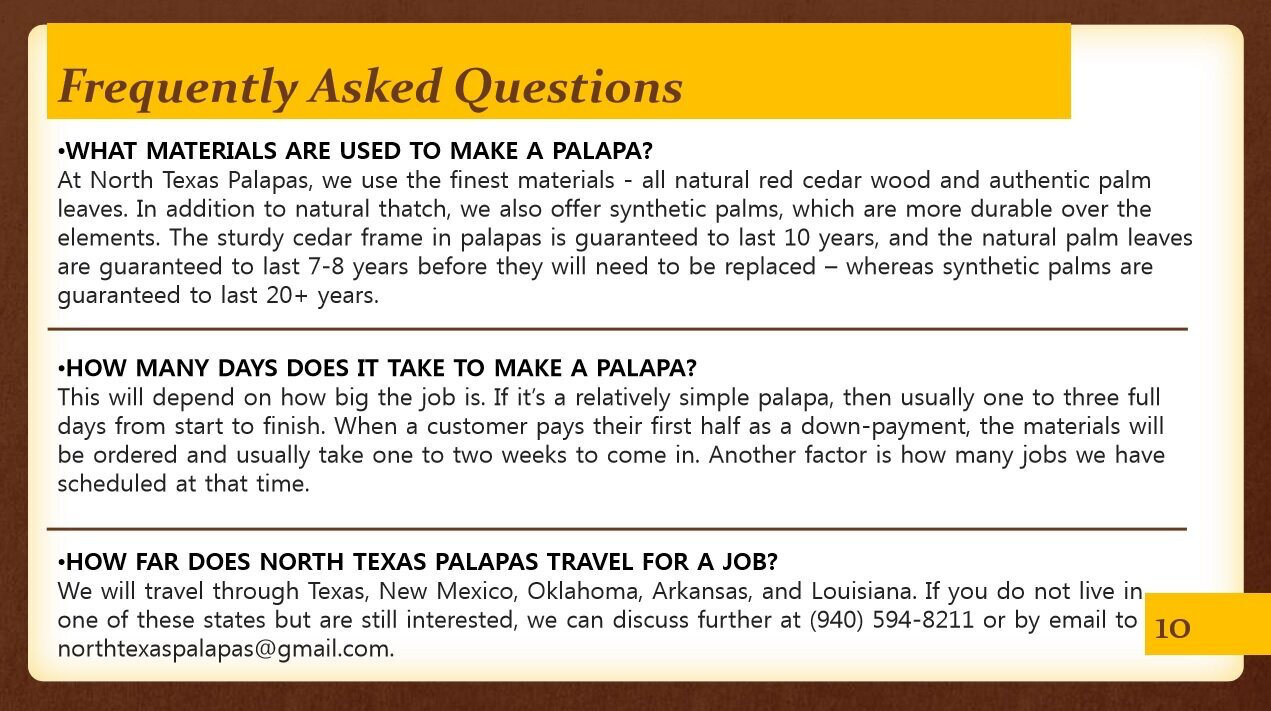 Frequently Asked Questions
•WHAT MATERIALS ARE USED TO MAKE A PALAPA?
At North Texas Palapas, we use the finest materials - all natural red cedar wood and authentic palm
leaves. In addition to natural thatch, we also offer synthetic palms, which are more durable over the
elements. The sturdy cedar frame in palapas is guaranteed to last 10 years, and the natural palm leaves
are guaranteed to last 7-8 years before they will need to be replaced – whereas synthetic palms are
guaranteed to last 20+ years.
•HOW MANY DAYS DOES IT TAKE TO MAKE A PALAPA?
This will depend on how big the job is. If it’s a relatively simple palapa, then usually one to three full
days from start to finish. When a customer pays their first half as a down-payment, the materials will
be ordered and usually take one to two weeks to come in. Another factor is how many jobs we have
scheduled at that time.
•HOW FAR DOES NORTH TEXAS PALAPAS TRAVEL FOR A JOB?
We will travel through Texas, New Mexico, Oklahoma, Arkansas, and Louisiana. If you do not live in
one of these states but are still interested, we can discuss further at (940) 594-8211 or by email to
northtexaspalapas@gmail.com.
10